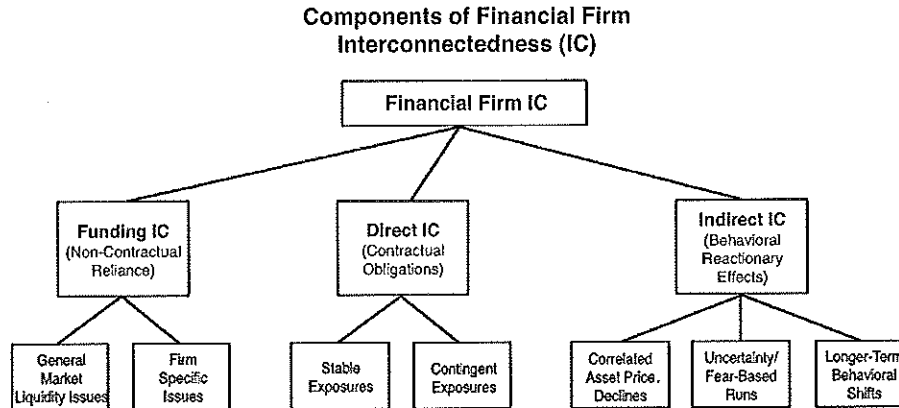 Components of Financial Firm
Interconnectedness (IC)
Financial Firm IC
Funding IC
(Non-Contractual
Reliance)
Direct IC
(Contractual
Obligations)
Indirect IC
(Behavioral
Reactionary
Effects)
General
Market
Liquidity Issues
Firm
Specific
Issues
Stable
Exposures
Contingent
Exposures
Correlated
Asset Price
Declines
Uncertainty/
Fear-Based
Runs
Longer-Term
Behavioral
Shifts